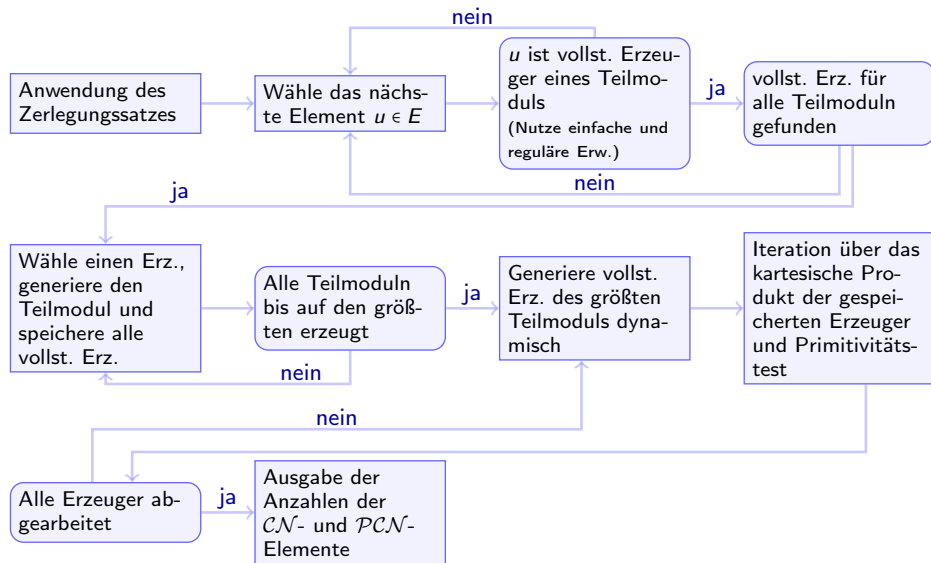 nein
Anwendung des
Zerlegungssatzes
Wähle das nächs-
te Element u ∈ E
u ist vollst. Erzeu-
ger eines Teilmo-
duls
(Nutze einfache und
reguläre Erw.)
ja
vollst. Erz. für
alle Teilmoduln
gefunden
nein
ja
Wähle einen Erz.,
generiere den
Teilmodul und
speichere alle
vollst. Erz.
Alle Teilmoduln
bis auf den größ-
ten erzeugt
ja
nein
Generiere vollst.
Erz. des größten
Teilmoduls dyna-
misch
Iteration über das
kartesische Pro-
dukt der gespei-
cherten Erzeuger
und Primitivitäts-
test
nein
Alle Erzeuger ab-
gearbeitet
ja
Ausgabe der
Anzahlen der
𝒞𝒩- und 𝒫𝒞𝒩-
Elemente